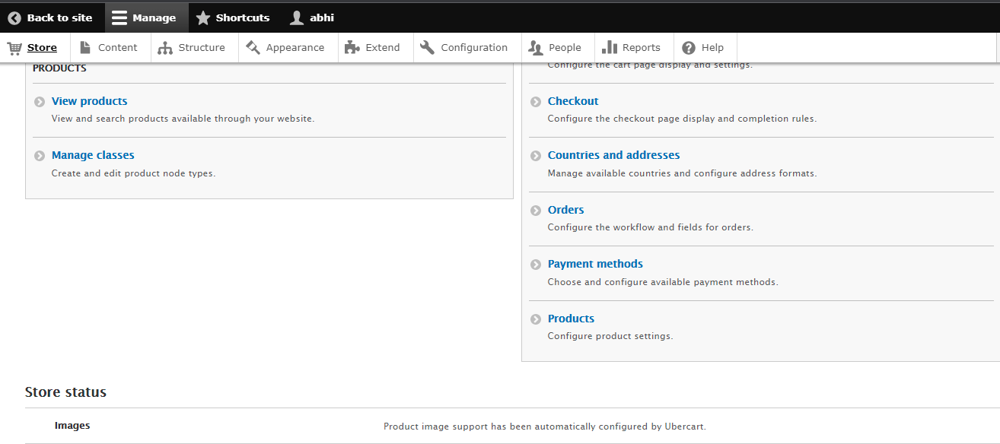 Back to site Manage Shortcuts abhi
Store Content Structure Appearance Extend Configuration People Reports Help
PRODUCTS
View products
View and search products available through your website.
Manage classes
Create and edit product node types.
Configure the cart page display and settings.
Checkout
Configure the checkout page display and completion rules.
Countries and addresses
Manage available countries and configure address formats.
Orders
Configure the workflow and fields for orders.
Payment methods
Choose and configure available payment methods.
Products
Configure product settings.
Store status
Images Product image support has been automatically configured by Ubercart.